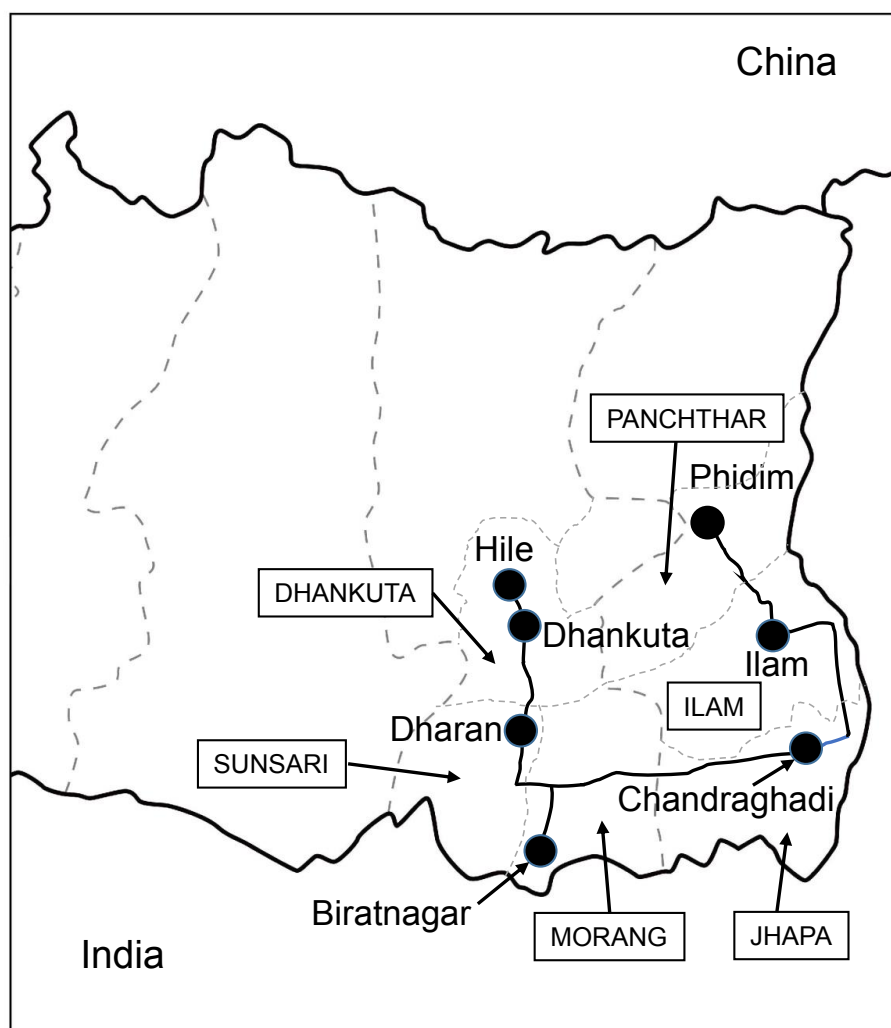 China
PANCHTHAR
Phidim
Hile
DHANKUTA
Dhankuta
Ilam
ILAM
Dharan
SUNSARI
Chandraghadi
Biratnagar
MORANG
JHAPA
India